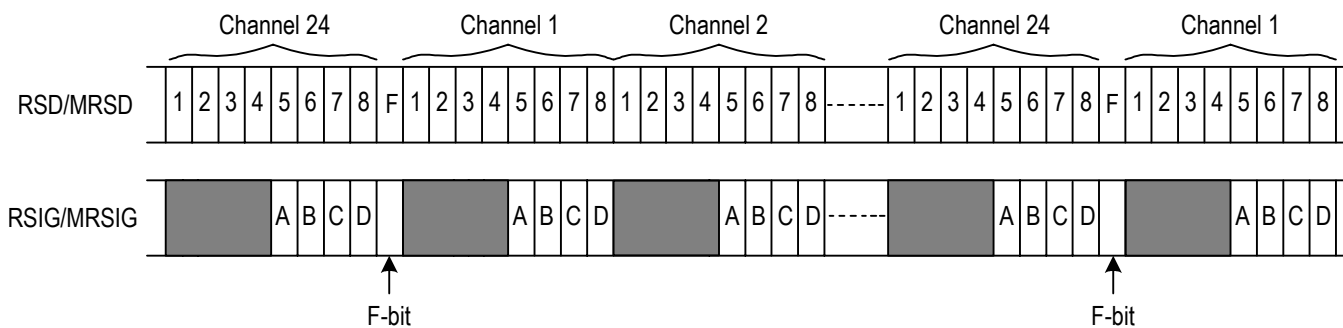 Channel 24 Channel 1 Channel 2 Channel 24 Channel 1
RSD/MRSD 1 2 3 4 5 6 7 8 F 1 2 3 4 5 6 7 8 1 2 3 4 5 6 7 8 1 2 3 4 5 6 7 8 F 1 2 3 4 5 6 7 8
RSIG/MRSIG A B C D A B C D A B C D A B C D A B C D
F-bit F-bit